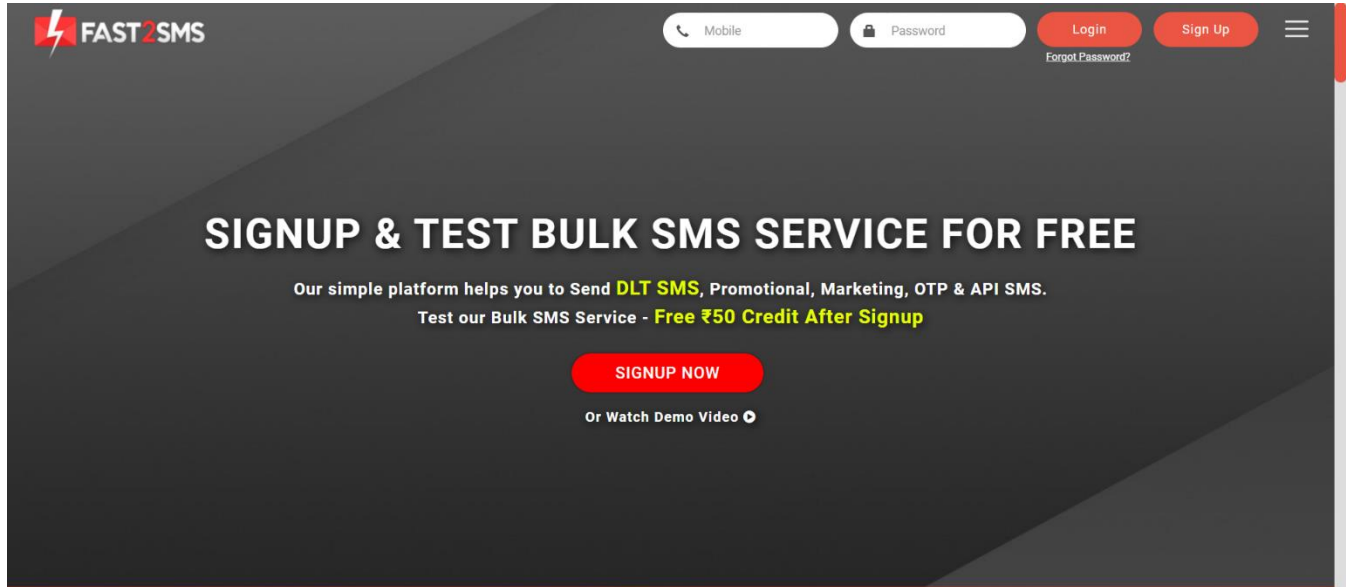 FAST2SMS
Mobile
Password
Login
Sign Up
Forgot Password?
SIGNUP & TEST BULK SMS SERVICE FOR FREE
Our simple platform helps you to Send DLT SMS, Promotional, Marketing, OTP & API SMS.
Test our Bulk SMS Service - Free ₹50 Credit After Signup
SIGNUP NOW
Or Watch Demo Video